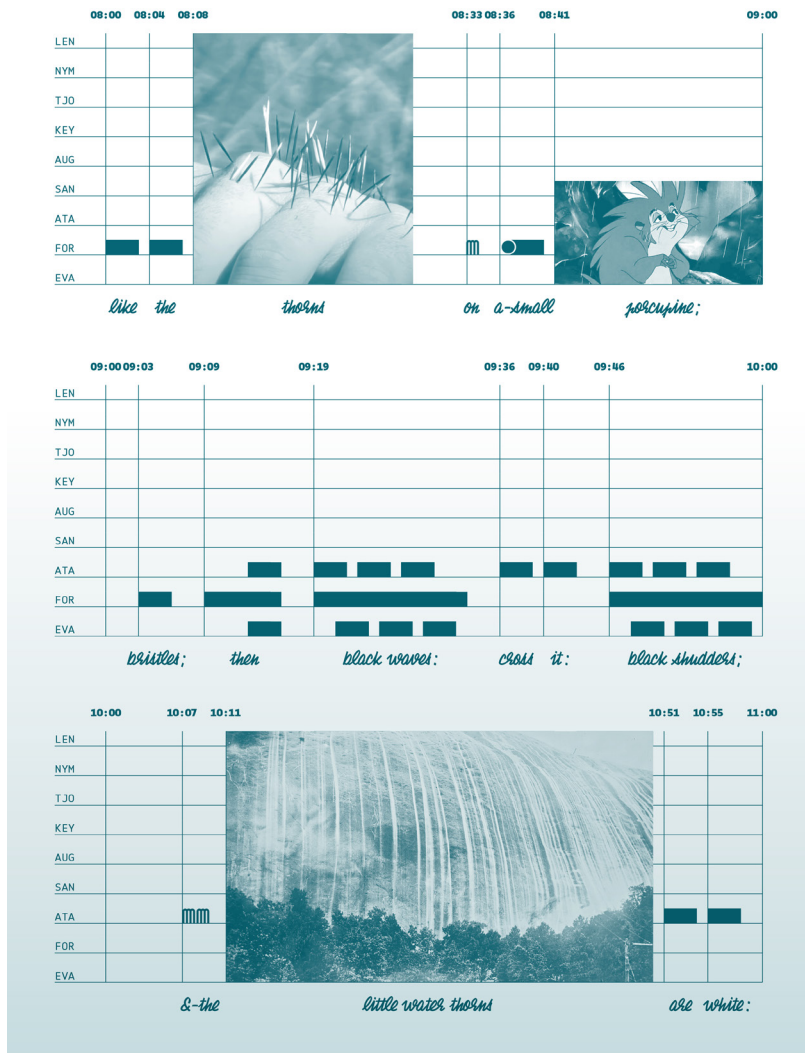 08:00 08:04 08:08 08:33 08:36 08:41 09:00
LEN
NYM
TJO
KEY
AUG
SAN
ATA
FOR
EVA
like the thorns on a-small porcupine;
09:00 09:03 09:09 09:19 09:36 09:40 09:46 10:00
LEN
NYM
TJO
KEY
AUG
SAN
ATA
FOR
EVA
bristles; then black waves: cross it: black shudders;
10:00 10:07 10:11 10:51 10:55 11:00
LEN
NYM
TJO
KEY
AUG
SAN
ATA
FOR
EVA
&-the little water thorns are white: